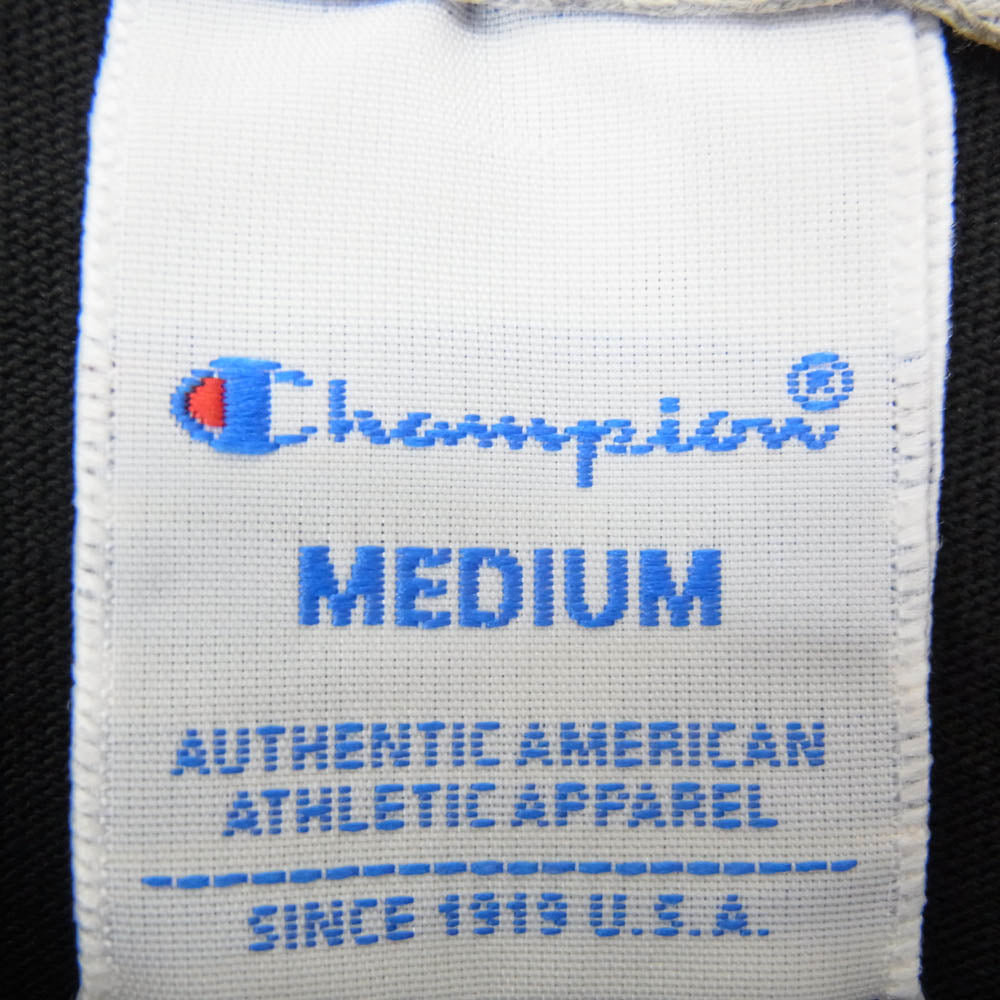 Champion®
MEDIUM
AUTHENTIC AMERICAN
ATHLETIC APPAREL
SINCE 1919 U.S.A.